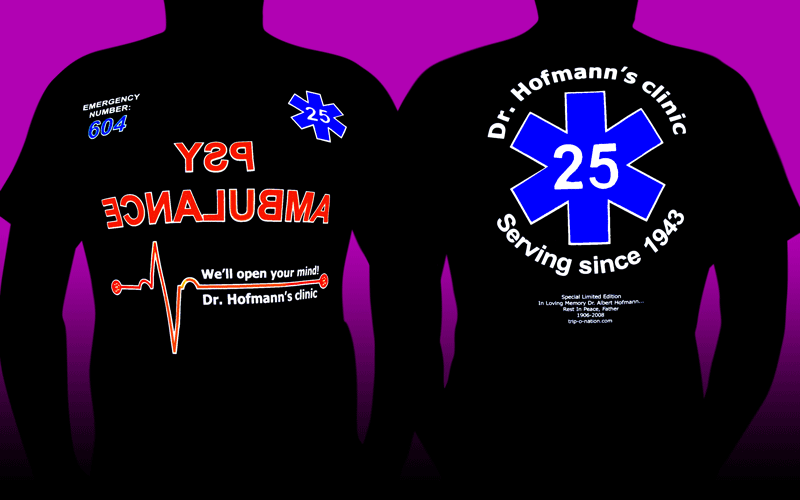 EMERGENCY
NUMBER:
604
25
PSY
AMBULANCE
We'll open your mind!
Dr. Hofmann's clinic
Dr. Hofmann's clinic
25
Serving since 1943
Special Limited Edition
In Loving Memory Dr. Albert Hofmann...
Rest In Peace, Father
1906-2008
trip-o-nation.com